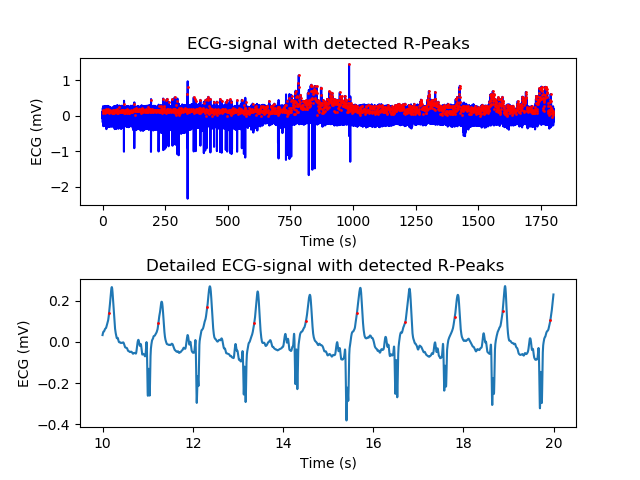 ECG-signal with detected R-Peaks
ECG (mV)
1
0
−1
−2
0 250 500 750 1000 1250 1500 1750
Time (s)
Detailed ECG-signal with detected R-Peaks
ECG (mV)
0.2
0.0
−0.2
−0.4
10 12 14 16 18 20
Time (s)